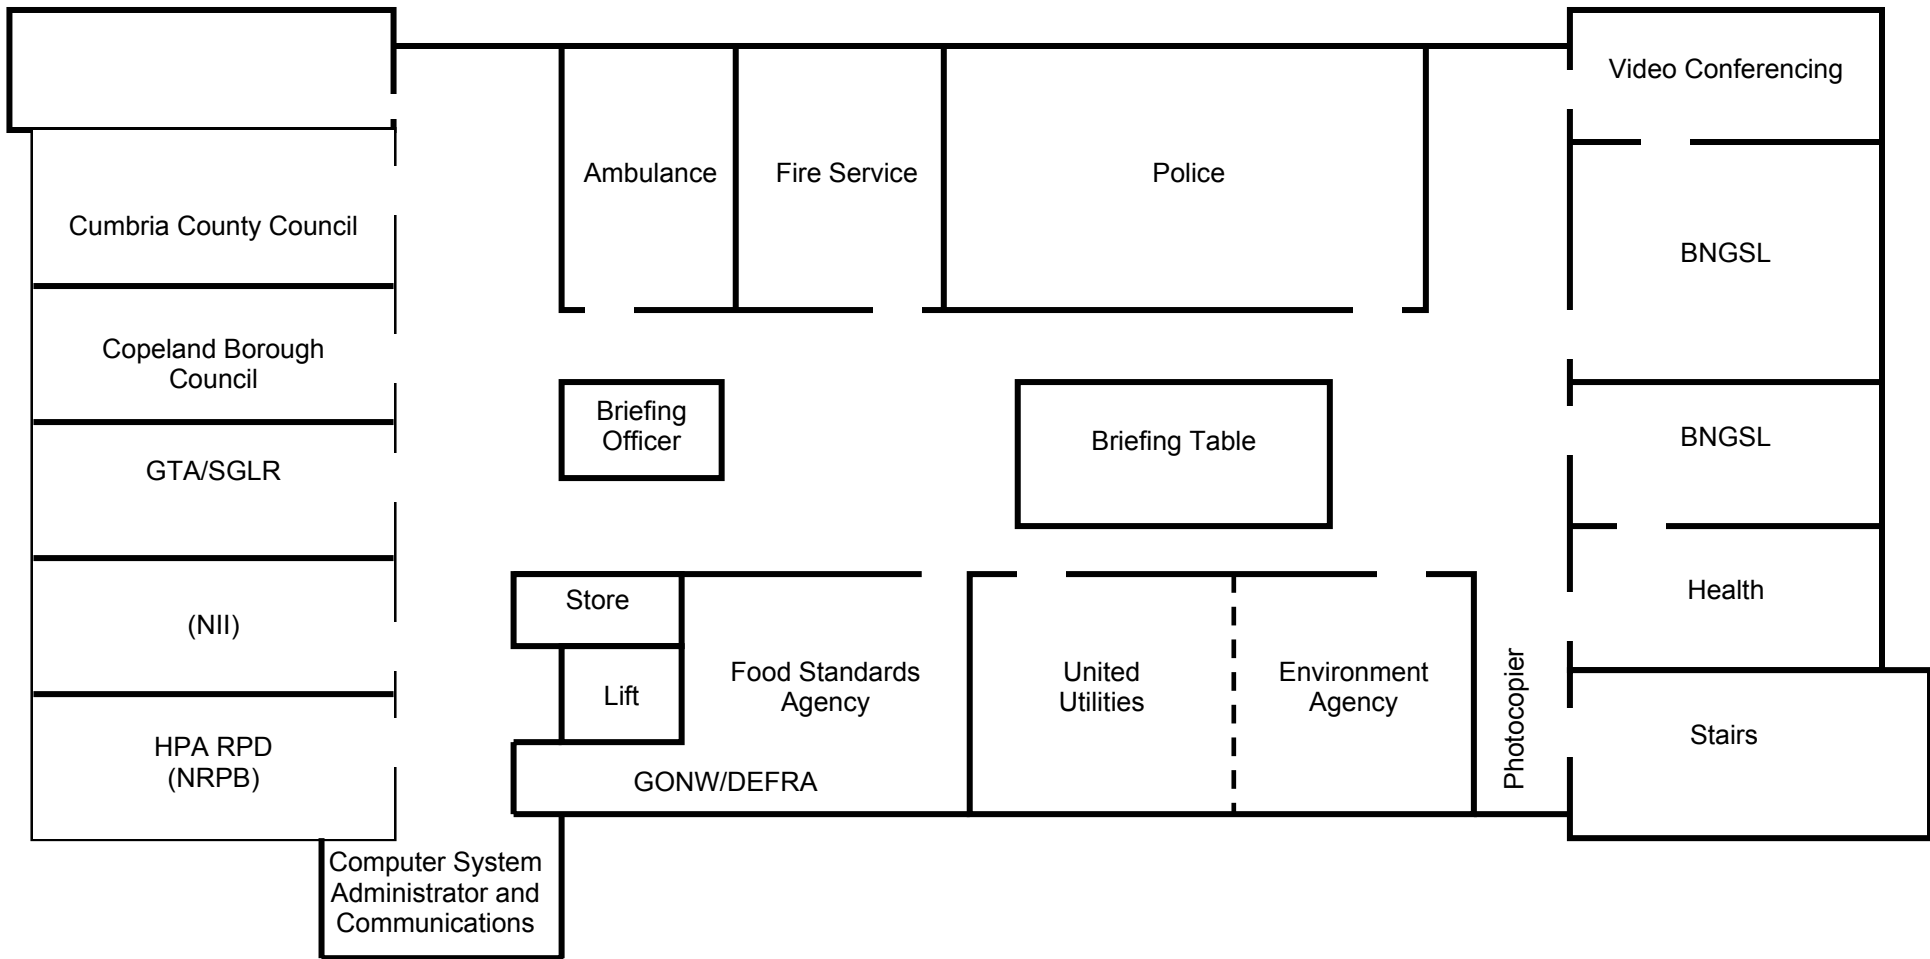 Video Conferencing
Ambulance
Fire Service
Police
Cumbria County Council
BNGSL
Copeland Borough
Council
Briefing
Officer
Briefing Table
BNGSL
GTA/SGLR
Store
Health
(NII)
Lift
Food Standards
Agency
United
Utilities
Environment
Agency
Photocopier
Stairs
HPA RPD
(NRPB)
GONW/DEFRA
Computer System
Administrator and
Communications